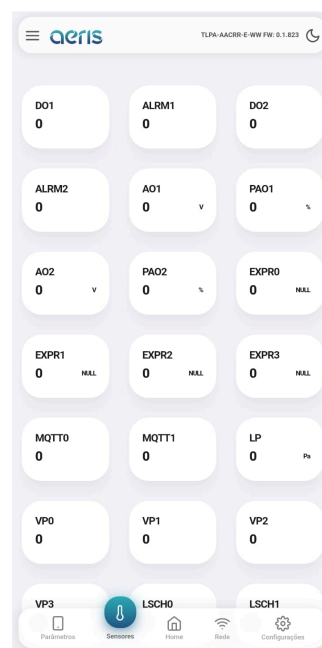 aeris
TLPA-AACRR-E-WW FW: 0.1.823
DO1 ALRM1 DO2
0 0 0
ALRM2 AO1 PAO1
0 0 V 0 %
AO2 PAO2 EXPR0
0 V 0 % 0 NULL
EXPR1 EXPR2 EXPR3
0 NULL 0 NULL 0 NULL
MQTT0 MQTT1 LP
0 0 0 Pa
VP0 VP1 VP2
0 0 0
VP3 LSCH0 LSCH1
Parâmetros Sensores Home Rede Configurações